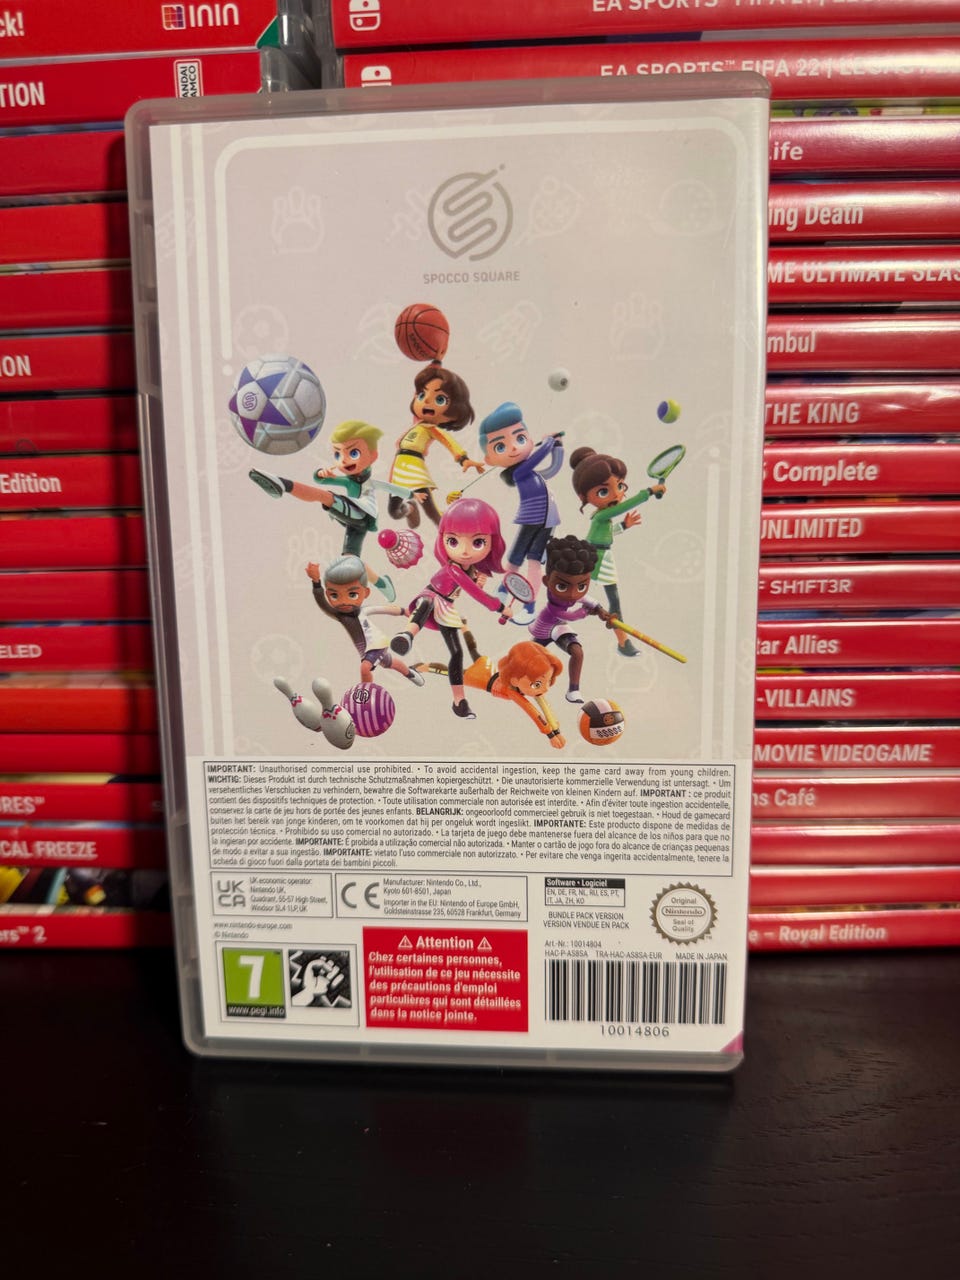 ck!
ININ
EA SPORTS™ FIFA 21 | LEGACY
BANDAI
NAMCO
TION
EA SPORTS™ FIFA 22 | LEGACY
Life
ing Death
ME ULTIMATE SLAS
mbul
ON
THE KING
Complete
Edition
UNLIMITED
F SH1FT3R
tar Allies
ELED
-VILLAINS
MOVIE VIDEOGAME
ns Café
RES™
CAL FREEZE
ers™ 2
e – Royal Edition
SPOCCO SQUARE
IMPORTANT: Unauthorised commercial use prohibited. • To avoid accidental ingestion, keep the game card away from young children.
WICHTIG: Dieses Produkt ist durch technische Schutzmaßnahmen kopiergeschützt. • Die unautorisierte kommerzielle Verwendung ist untersagt. • Um
versehentliches Verschlucken zu verhindern, bewahre die Softwarekarte außerhalb der Reichweite von kleinen Kindern auf. IMPORTANT : ce produit
contient des dispositifs techniques de protection. • Toute utilisation commerciale non autorisée est interdite. • Afin d'éviter toute ingestion accidentelle,
conservez la carte de jeu hors de portée des jeunes enfants. BELANGRIJK: ongeoorloofd commercieel gebruik is niet toegestaan. • Houd de gamecard
buiten het bereik van jonge kinderen, om te voorkomen dat hij per ongeluk wordt ingeslikt. IMPORTANTE: Este producto dispone de medidas de
protección técnica. • Prohibido su uso comercial no autorizado. • La tarjeta de juego debe mantenerse fuera del alcance de los niños para que no
la ingieran por accidente. IMPORTANTE: É proibida a utilização comercial não autorizada. • Manter o cartão de jogo fora do alcance de crianças pequenas
de modo a evitar a sua ingestão. IMPORTANTE: vietato l'uso commerciale non autorizzato. • Per evitare che venga ingerita accidentalmente, tenere la
scheda di gioco fuori dalla portata dei bambini piccoli.
UK
CA
UK economic operator:
Nintendo UK,
Quadrant, 55-57 High Street,
Windsor SL4 1LP, UK
CE
Manufacturer: Nintendo Co., Ltd.,
Kyoto 601-8501, Japan
Importer in the EU: Nintendo of Europe GmbH,
Goldsteinstrasse 235, 60528 Frankfurt, Germany
Software • Logiciel
EN, DE, FR, NL, RU, ES, PT,
IT, JA, ZH, KO
BUNDLE PACK VERSION
VERSION VENDUE EN PACK
Original
Nintendo
Seal of
Quality
www.nintendo-europe.com
© Nintendo
7
www.pegi.info
Attention
Chez certaines personnes,
l'utilisation de ce jeu nécessite
des précautions d'emploi
particulières qui sont détaillées
dans la notice jointe.
Art.-Nr.: 10014804
HAC-P-AS8SA TRA-HAC-AS8SA-EUR MADE IN JAPAN
10014806